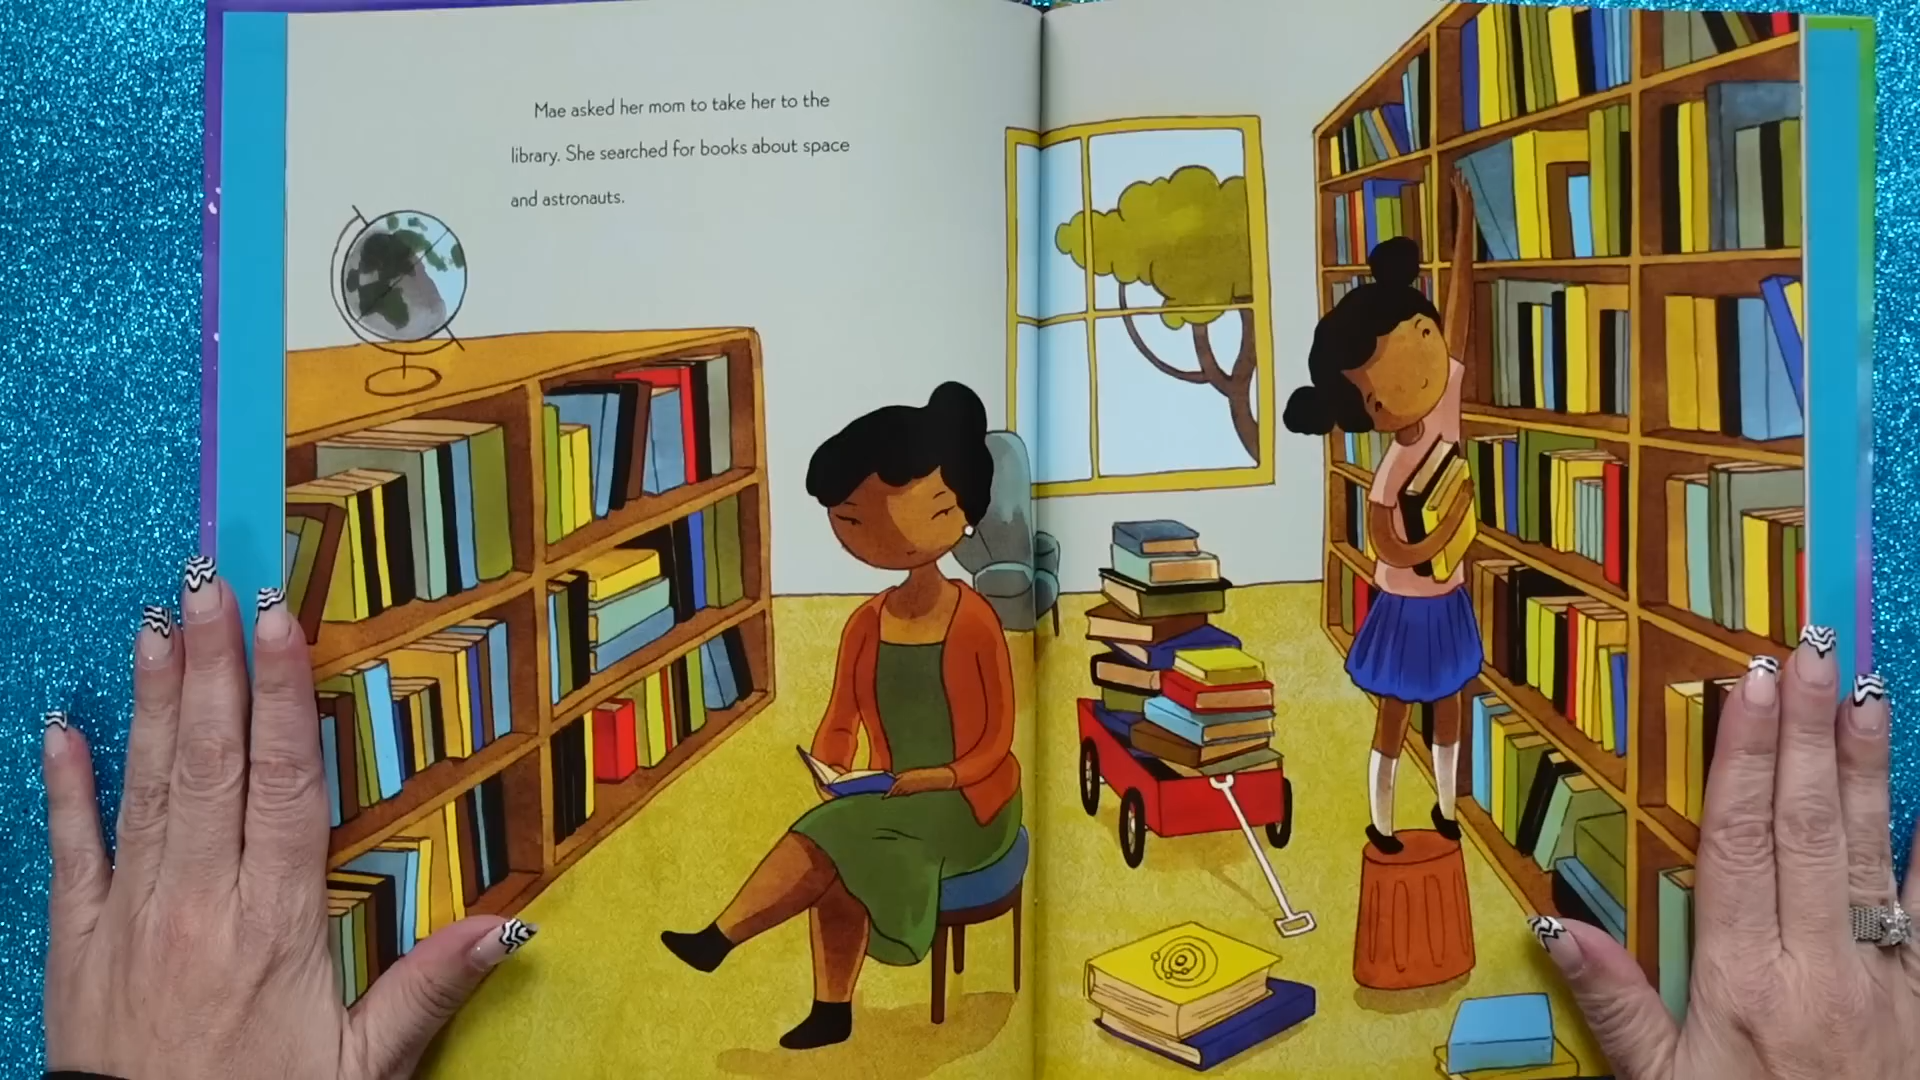 Mae asked her mom to take her to the
library. She searched for books about space
and astronauts.